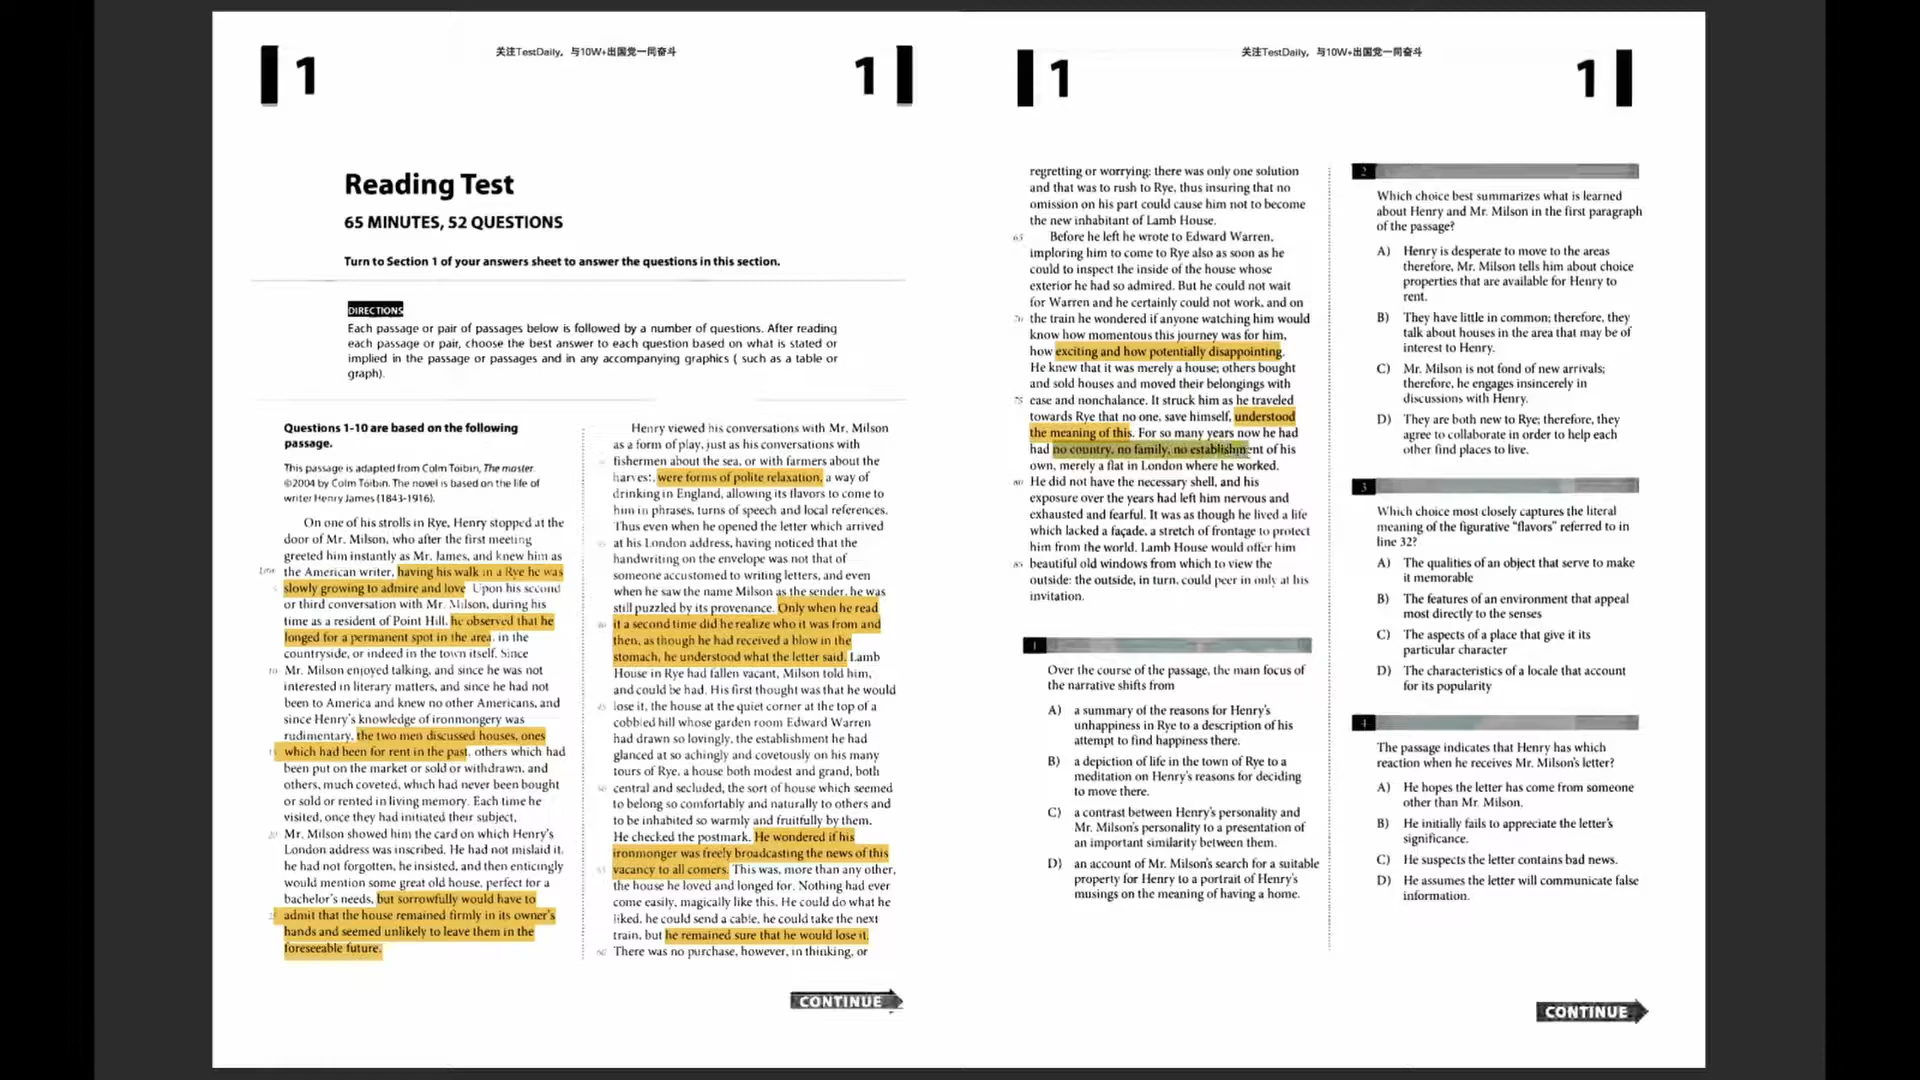 关注TestDaily，与10W+出国党一同奋斗
1
1
Reading Test
65 MINUTES, 52 QUESTIONS
Turn to Section 1 of your answers sheet to answer the questions in this section.
DIRECTIONS
Each passage or pair of passages below is followed by a number of questions. After reading
each passage or pair, choose the best answer to each question based on what is stated or
implied in the passage or passages and in any accompanying graphics ( such as a table or
graph).
Questions 1-10 are based on the following
passage.
This passage is adapted from Colm Toibin, The master.
©2004 by Colm Toibin. The novel is based on the life of
writer Henry James (1843-1916).
On one of his strolls in Rye, Henry stopped at the
door of Mr. Milson, who after the first meeting
greeted him instantly as Mr. James, and knew him as
Line the American writer, having his walk in a Rye he was
5 slowly growing to admire and love. Upon his second
or third conversation with Mr. Milson, during his
time as a resident of Point Hill, he observed that he
longed for a permanent spot in the area, in the
countryside, or indeed in the town itself. Since
10 Mr. Milson enjoyed talking, and since he was not
interested in literary matters, and since he had not
been to America and knew no other Americans, and
since Henry's knowledge of ironmongery was
rudimentary, the two men discussed houses, ones
15 which had been for rent in the past, others which had
been put on the market or sold or withdrawn, and
others, much coveted, which had never been bought
or sold or rented in living memory. Each time he
visited, once they had initiated their subject,
20 Mr. Milson showed him the card on which Henry's
London address was inscribed. He had not mislaid it,
he had not forgotten, he insisted, and then enticingly
would mention some great old house, perfect for a
bachelor's needs, but sorrowfully would have to
25 admit that the house remained firmly in its owner's
hands and seemed unlikely to leave them in the
foreseeable future.
Henry viewed his conversations with Mr. Milson
as a form of play, just as his conversations with
fishermen about the sea, or with farmers about the
harvest, were forms of polite relaxation, a way of
drinking in England, allowing its flavors to come to
him in phrases, turns of speech and local references.
Thus even when he opened the letter which arrived
35 at his London address, having noticed that the
handwriting on the envelope was not that of
someone accustomed to writing letters, and even
when he saw the name Milson as the sender, he was
still puzzled by its provenance. Only when he read
40 it a second time did he realize who it was from and
then, as though he had received a blow in the
stomach, he understood what the letter said. Lamb
House in Rye had fallen vacant, Milson told him,
and could be had. His first thought was that he would
45 lose it, the house at the quiet corner at the top of a
cobbled hill whose garden room Edward Warren
had drawn so lovingly, the establishment he had
glanced at so achingly and covetously on his many
tours of Rye, a house both modest and grand, both
50 central and secluded, the sort of house which seemed
to belong so comfortably and naturally to others and
to be inhabited so warmly and fruitfully by them.
He checked the postmark. He wondered if his
ironmonger was freely broadcasting the news of this
55 vacancy to all comers. This was, more than any other,
the house he loved and longed for. Nothing had ever
come easily, magically like this. He could do what he
liked, he could send a cable, he could take the next
train, but he remained sure that he would lose it.
60 There was no purchase, however, in thinking, or
CONTINUE
关注TestDaily，与10W+出国党一同奋斗
1
1
regretting or worrying; there was only one solution
and that was to rush to Rye, thus insuring that no
omission on his part could cause him not to become
the new inhabitant of Lamb House.
65 Before he left he wrote to Edward Warren,
imploring him to come to Rye also as soon as he
could to inspect the inside of the house whose
exterior he had so admired. But he could not wait
for Warren and he certainly could not work, and on
70 the train he wondered if anyone watching him would
know how momentous this journey was for him,
how exciting and how potentially disappointing.
He knew that it was merely a house; others bought
and sold houses and moved their belongings with
75 ease and nonchalance. It struck him as he traveled
towards Rye that no one, save himself, understood
the meaning of this. For so many years now he had
had no country, no family, no establishment of his
own, merely a flat in London where he worked.
80 He did not have the necessary shell, and his
exposure over the years had left him nervous and
exhausted and fearful. It was as though he lived a life
which lacked a façade, a stretch of frontage to protect
him from the world. Lamb House would offer him
85 beautiful old windows from which to view the
outside: the outside, in turn, could peer in only at his
invitation.
1
Over the course of the passage, the main focus of
the narrative shifts from
A) a summary of the reasons for Henry's
unhappiness in Rye to a description of his
attempt to find happiness there.
B) a depiction of life in the town of Rye to a
meditation on Henry's reasons for deciding
to move there.
C) a contrast between Henry's personality and
Mr. Milson's personality to a presentation of
an important similarity between them.
D) an account of Mr. Milson's search for a suitable
property for Henry to a portrait of Henry's
musings on the meaning of having a home.
2
Which choice best summarizes what is learned
about Henry and Mr. Milson in the first paragraph
of the passage?
A) Henry is desperate to move to the areas
therefore, Mr. Milson tells him about choice
properties that are available for Henry to
rent.
B) They have little in common; therefore, they
talk about houses in the area that may be of
interest to Henry.
C) Mr. Milson is not fond of new arrivals;
therefore, he engages insincerely in
discussions with Henry.
D) They are both new to Rye; therefore, they
agree to collaborate in order to help each
other find places to live.
3
Which choice most closely captures the literal
meaning of the figurative "flavors" referred to in
line 32?
A) The qualities of an object that serve to make
it memorable
B) The features of an environment that appeal
most directly to the senses
C) The aspects of a place that give it its
particular character
D) The characteristics of a locale that account
for its popularity
4
The passage indicates that Henry has which
reaction when he receives Mr. Milson's letter?
A) He hopes the letter has come from someone
other than Mr. Milson.
B) He initially fails to appreciate the letter's
significance.
C) He suspects the letter contains bad news.
D) He assumes the letter will communicate false
information.
CONTINUE